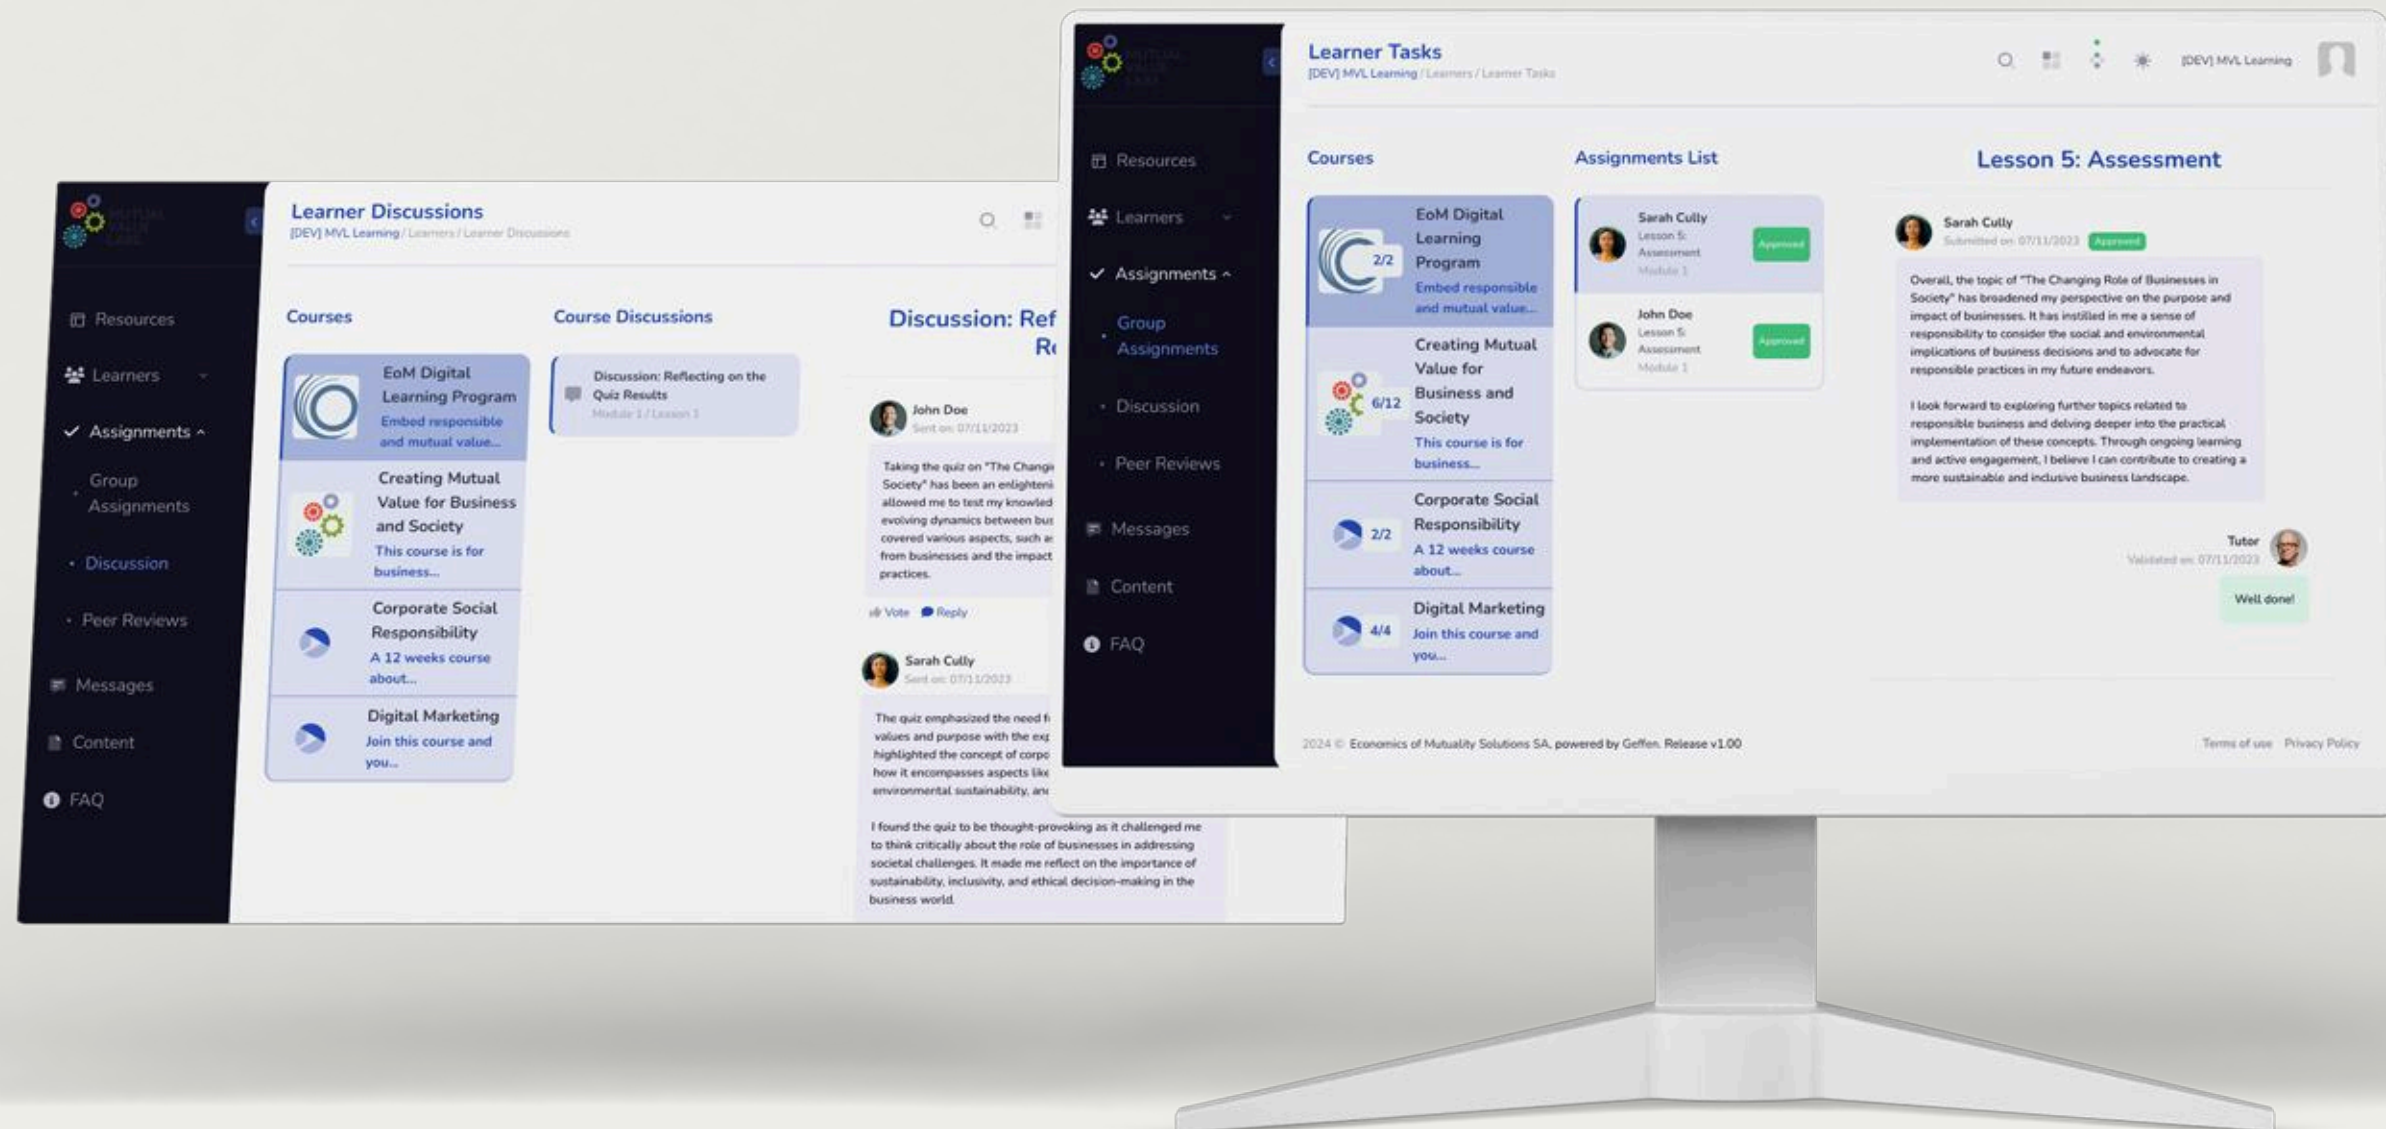 Learner Discussions
[DEV] MVL Learning / Learners / Learner Discussions
Resources
Learners
Assignments
Group
Assignments
Discussion
Peer Reviews
Messages
Content
FAQ
Courses
EoM Digital
Learning Program
Embed responsible
and mutual value...
Creating Mutual
Value for Business
and Society
This course is for
business...
Corporate Social
Responsibility
A 12 weeks course
about...
Digital Marketing
Join this course and
you...
Course Discussions
Discussion: Reflecting on the
Quiz Results
Module 1 / Lesson 1
Discussion: Ref
Re
John Doe
Sent on: 07/11/2023
Taking the quiz on "The Changi
Society" has been an enlighteni
allowed me to test my knowled
evolving dynamics between bus
covered various aspects, such as
from businesses and the impact
practices.
Vote Reply
Sarah Cully
Sent on: 07/11/2023
The quiz emphasized the need f
values and purpose with the exp
highlighted the concept of corpo
how it encompasses aspects like
environmental sustainability, and
I found the quiz to be thought-provoking as it challenged me
to think critically about the role of businesses in addressing
societal challenges. It made me reflect on the importance of
sustainability, inclusivity, and ethical decision-making in the
business world.
MUTUAL
VALUE
LABS
Learner Tasks
[DEV] MVL Learning / Learners / Learner Tasks
[DEV] MVL Learning
Resources
Learners
Assignments
Group
Assignments
Discussion
Peer Reviews
Messages
Content
FAQ
Courses
2/2
EoM Digital
Learning
Program
Embed responsible
and mutual value...
6/12
Creating Mutual
Value for
Business and
Society
This course is for
business...
2/2
Corporate Social
Responsibility
A 12 weeks course
about...
4/4
Digital Marketing
Join this course and
you...
Assignments List
Sarah Cully
Lesson 5:
Assessment
Module 1
Approved
John Doe
Lesson 5:
Assessment
Module 1
Approved
Lesson 5: Assessment
Sarah Cully
Submitted on: 07/11/2023 Approved
Overall, the topic of "The Changing Role of Businesses in
Society" has broadened my perspective on the purpose and
impact of businesses. It has instilled in me a sense of
responsibility to consider the social and environmental
implications of business decisions and to advocate for
responsible practices in my future endeavors.
I look forward to exploring further topics related to
responsible business and delving deeper into the practical
implementation of these concepts. Through ongoing learning
and active engagement, I believe I can contribute to creating a
more sustainable and inclusive business landscape.
Tutor
Validated on: 07/11/2023
Well done!
2024 © Economics of Mutuality Solutions SA, powered by Geffen. Release v1.00
Terms of use Privacy Policy